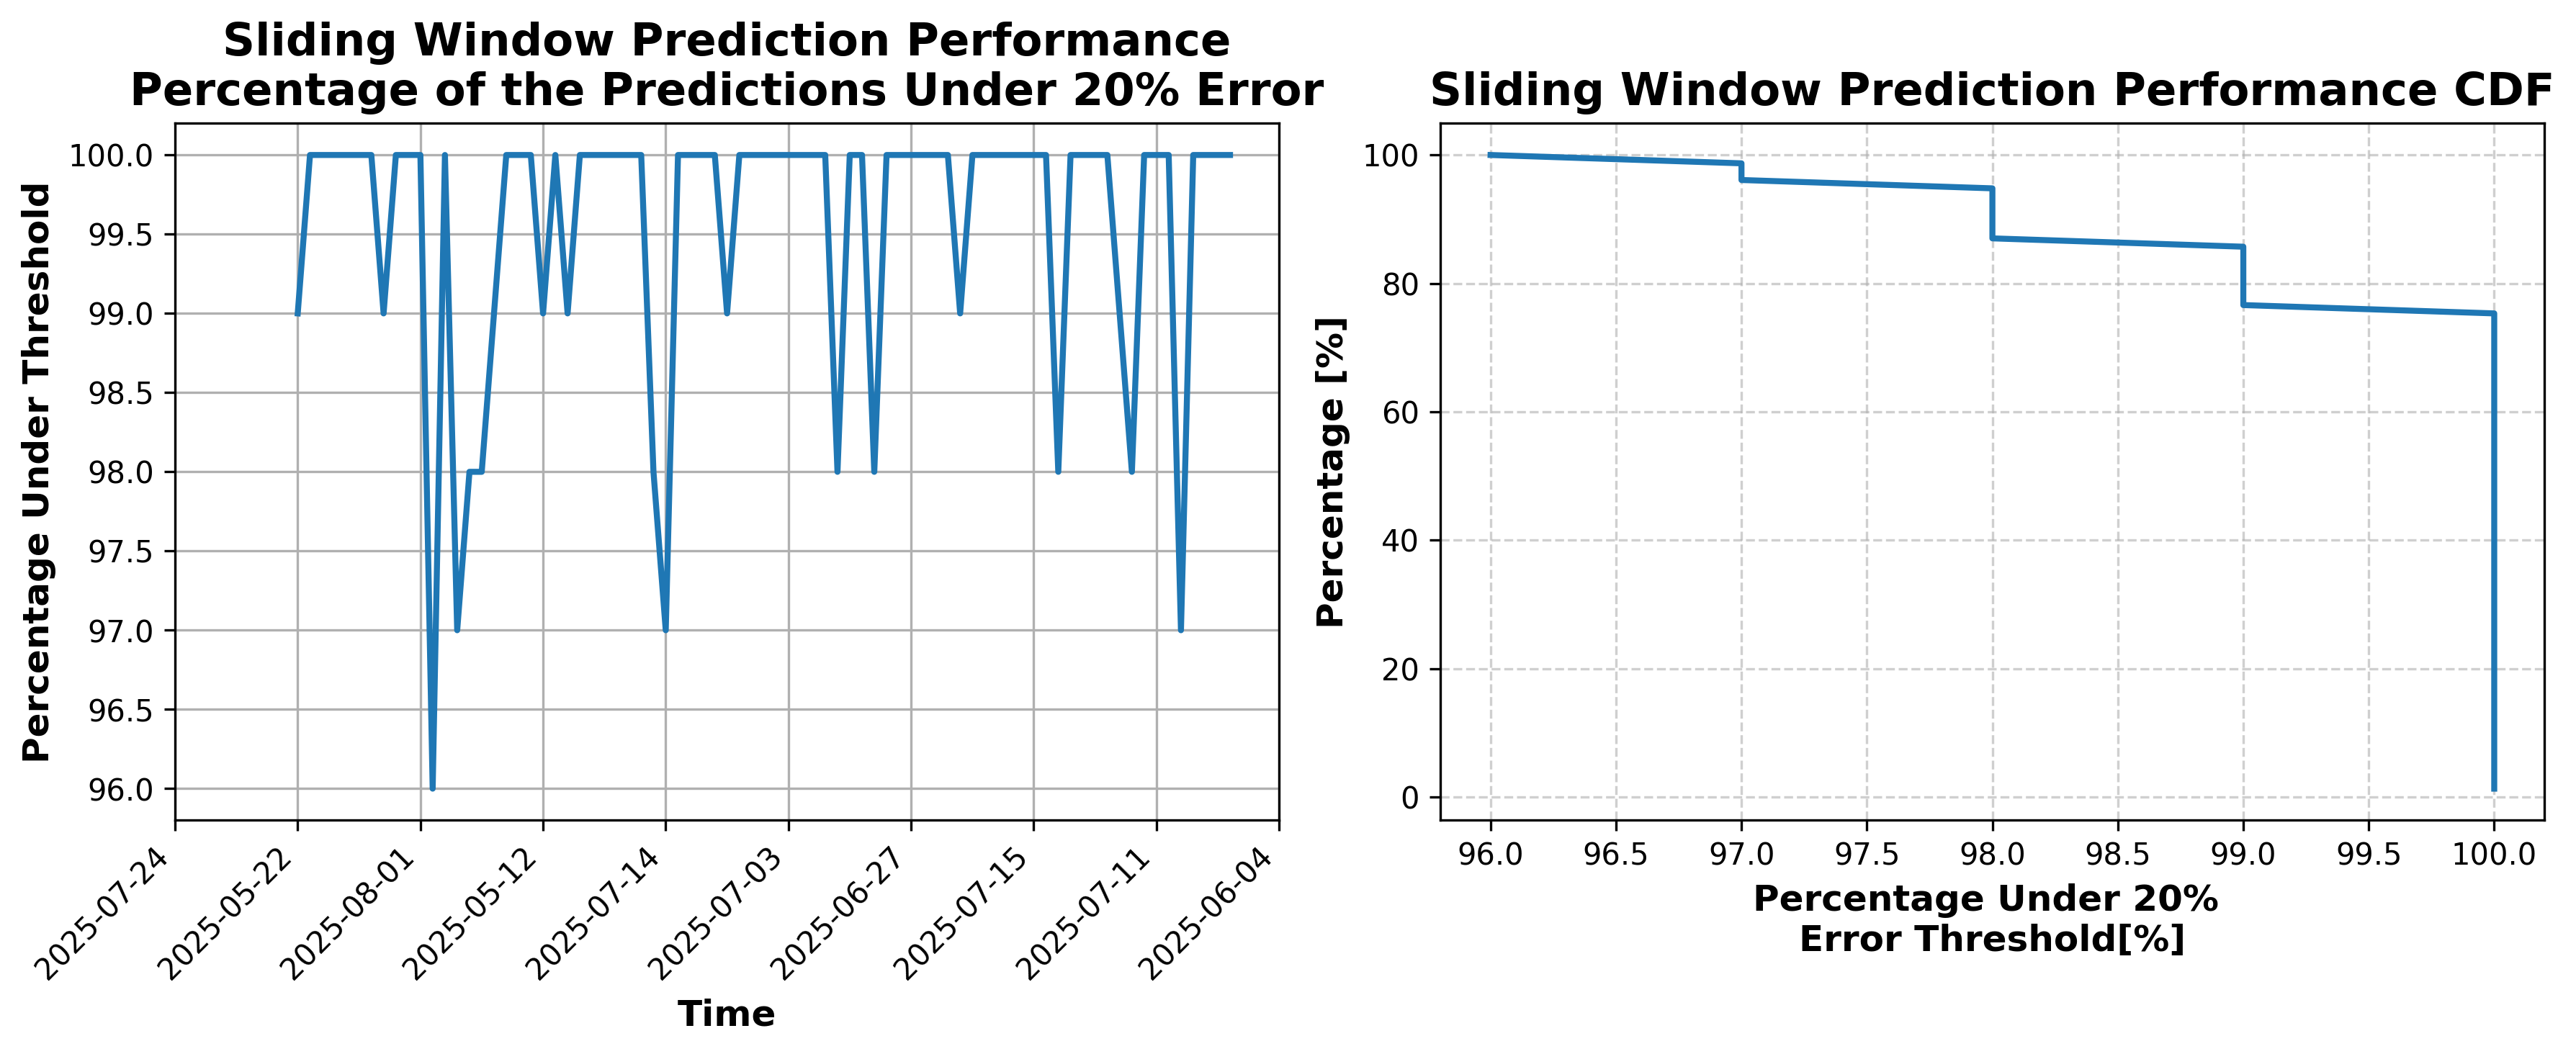 Sliding Window Prediction Performance
Percentage of the Predictions Under 20% Error
Percentage Under Threshold
100.0
99.5
99.0
98.5
98.0
97.5
97.0
96.5
96.0
2025-07-24
2025-05-22
2025-08-01
2025-05-12
2025-07-14
2025-07-03
2025-06-27
2025-07-15
2025-07-11
2025-06-04
Time
Sliding Window Prediction Performance CDF
Percentage [%]
100
80
60
40
20
0
96.0 96.5 97.0 97.5 98.0 98.5 99.0 99.5 100.0
Percentage Under 20%
Error Threshold[%]